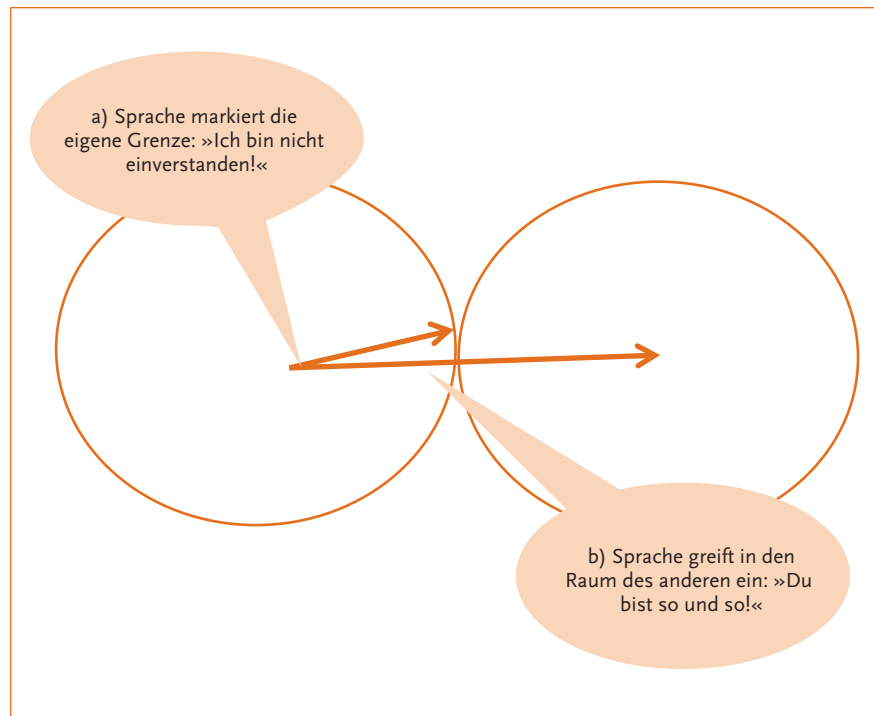 a) Sprache markiert die
eigene Grenze: »Ich bin nicht
einverstanden!«
b) Sprache greift in den
Raum des anderen ein: »Du
bist so und so!«